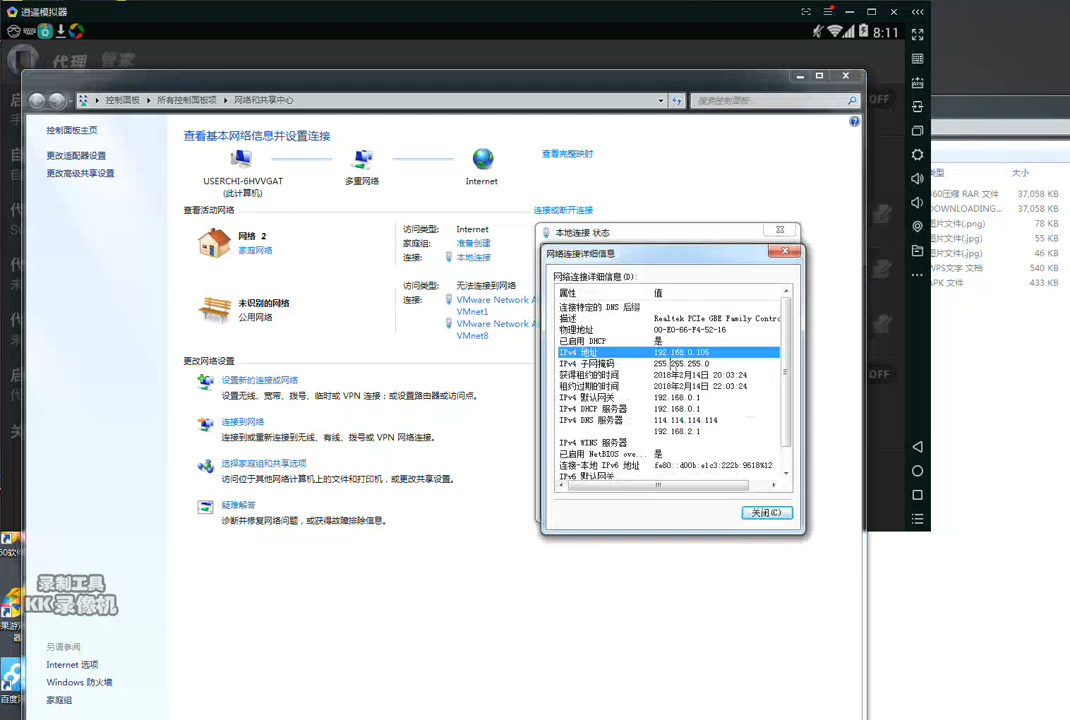 逍遥模拟器
8:11
代理 管家
OFF
控制面板 所有控制面板项 网络和共享中心
搜索控制面板
控制面板主页
更改适配器设置
更改高级共享设置
查看基本网络信息并设置连接
USERCHI-6HVVGAT
(此计算机)
多重网络
Internet
查看完整映射
查看活动网络
连接或断开连接
网络 2
家庭网络
访问类型: Internet
家庭组: 准备创建
连接: 本地连接
未识别的网络
公用网络
访问类型: 无法连接到网络
连接: VMware Network A
VMnet1
VMware Network A
VMnet8
更改网络设置
设置新的连接或网络
设置无线、宽带、拨号、临时或 VPN 连接；或设置路由器或访问点。
连接到网络
连接到或重新连接到无线、有线、拨号或 VPN 网络连接。
选择家庭组和共享选项
访问位于其他网络计算机上的文件和打印机，或更改共享设置。
疑难解答
诊断并修复网络问题，或获得故障排除信息。
另请参阅
Internet 选项
Windows 防火墙
家庭组
本地连接 状态
网络连接详细信息
网络连接详细信息(D):
属性 值
连接特定的 DNS 后缀
描述 Realtek PCIe GBE Family Contro
物理地址 00-E0-66-F4-52-16
已启用 DHCP 是
IPv4 地址 192.168.0.105
IPv4 子网掩码 255.255.255.0
获得租约的时间 2018年2月14日 20:03:24
租约过期的时间 2018年2月14日 22:03:24
IPv4 默认网关 192.168.0.1
IPv4 DHCP 服务器 192.168.0.1
IPv4 DNS 服务器 114.114.114.114
192.168.2.1
IPv4 WINS 服务器
已启用 NetBIOS ove... 是
连接-本地 IPv6 地址 fe80::d00b:e1c3:222b:9618%12
IPv6 默认网关
关闭(C)
OFF
类型 大小
360压缩 RAR 文件 37,058 KB
DOWNLOADING... 37,058 KB
图片文件(.png) 78 KB
图片文件(.jpg) 55 KB
图片文件(.jpg) 46 KB
WPS文字 文档 540 KB
APK 文件 433 KB
录制工具
KK录像机